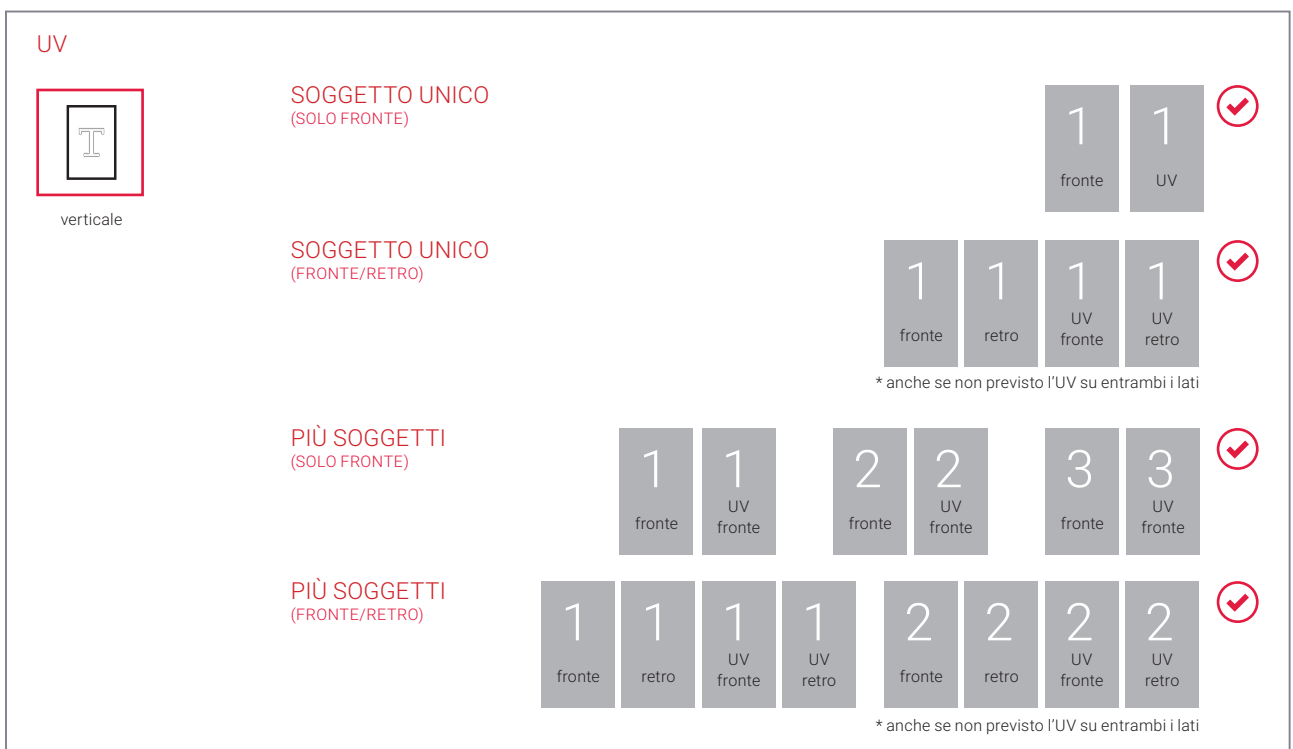 UV
T
verticale
SOGGETTO UNICO
(SOLO FRONTE)
1 1
fronte UV
SOGGETTO UNICO
(FRONTE/RETRO)
1 1 1 1
UV UV
fronte retro fronte retro
* anche se non previsto l'UV su entrambi i lati
PIÙ SOGGETTI
(SOLO FRONTE)
1 1 2 2 3 3
UV UV UV
fronte fronte fronte fronte fronte fronte
PIÙ SOGGETTI
(FRONTE/RETRO)
1 1 1 1 2 2 2 2
UV UV UV UV
fronte retro fronte retro fronte retro fronte retro
* anche se non previsto l'UV su entrambi i lati